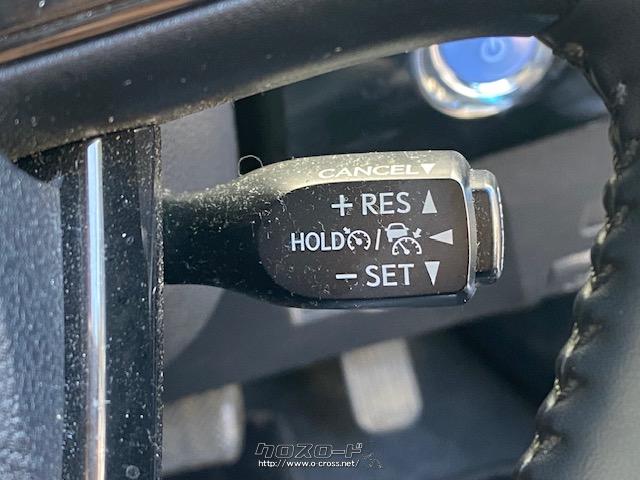 CANCEL▼
+ RES ▲
HOLD / ◀
− SET ▼
クロスロード
http://www.o-cross.net/